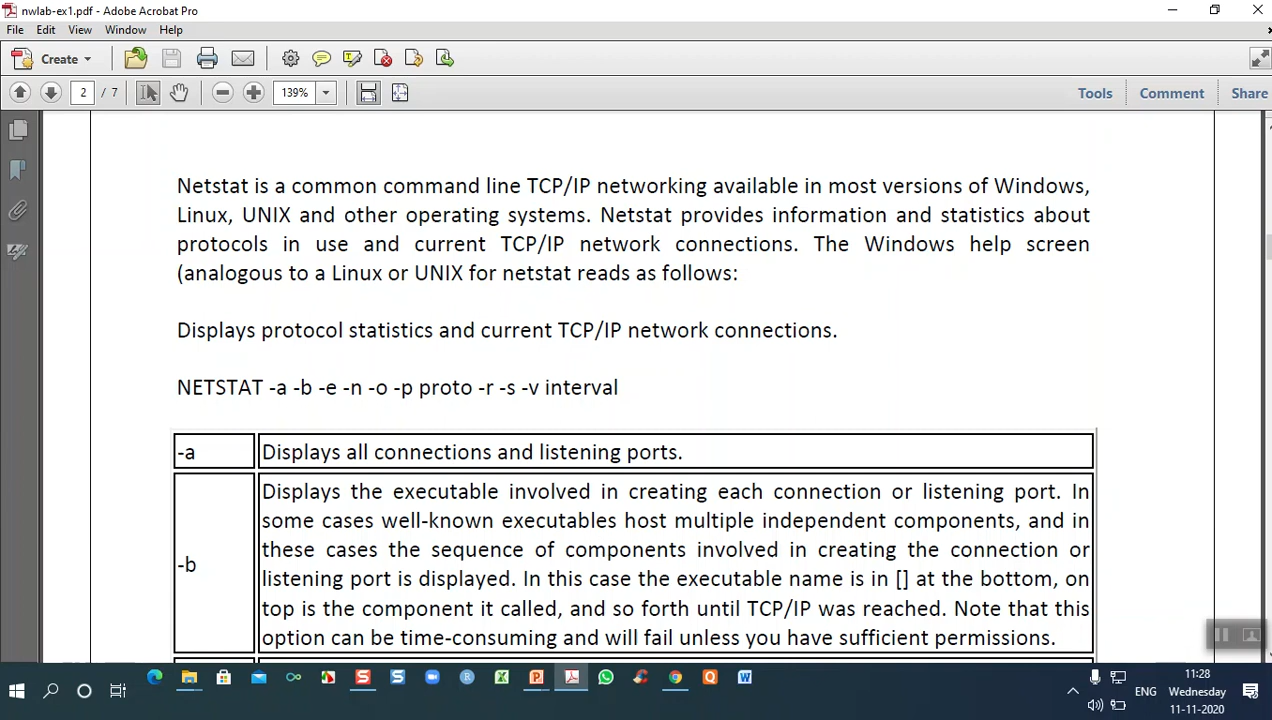 nwlab-ex1.pdf - Adobe Acrobat Pro
File Edit View Window Help
Create
2 / 7 139% Tools Comment Share
Netstat is a common command line TCP/IP networking available in most versions of Windows,
Linux, UNIX and other operating systems. Netstat provides information and statistics about
protocols in use and current TCP/IP network connections. The Windows help screen
(analogous to a Linux or UNIX for netstat reads as follows:
Displays protocol statistics and current TCP/IP network connections.
NETSTAT -a -b -e -n -o -p proto -r -s -v interval
-a Displays all connections and listening ports.
Displays the executable involved in creating each connection or listening port. In
some cases well-known executables host multiple independent components, and in
these cases the sequence of components involved in creating the connection or
-b
listening port is displayed. In this case the executable name is in [] at the bottom, on
top is the component it called, and so forth until TCP/IP was reached. Note that this
option can be time-consuming and will fail unless you have sufficient permissions.
11:28
ENG Wednesday
11-11-2020